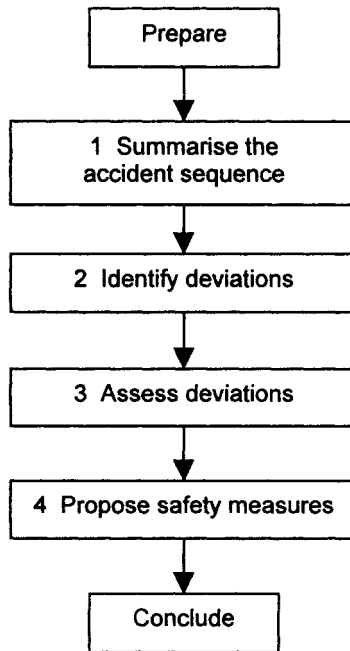 Prepare
1 Summarise the
accident sequence
2 Identify deviations
3 Assess deviations
4 Propose safety measures
Conclude